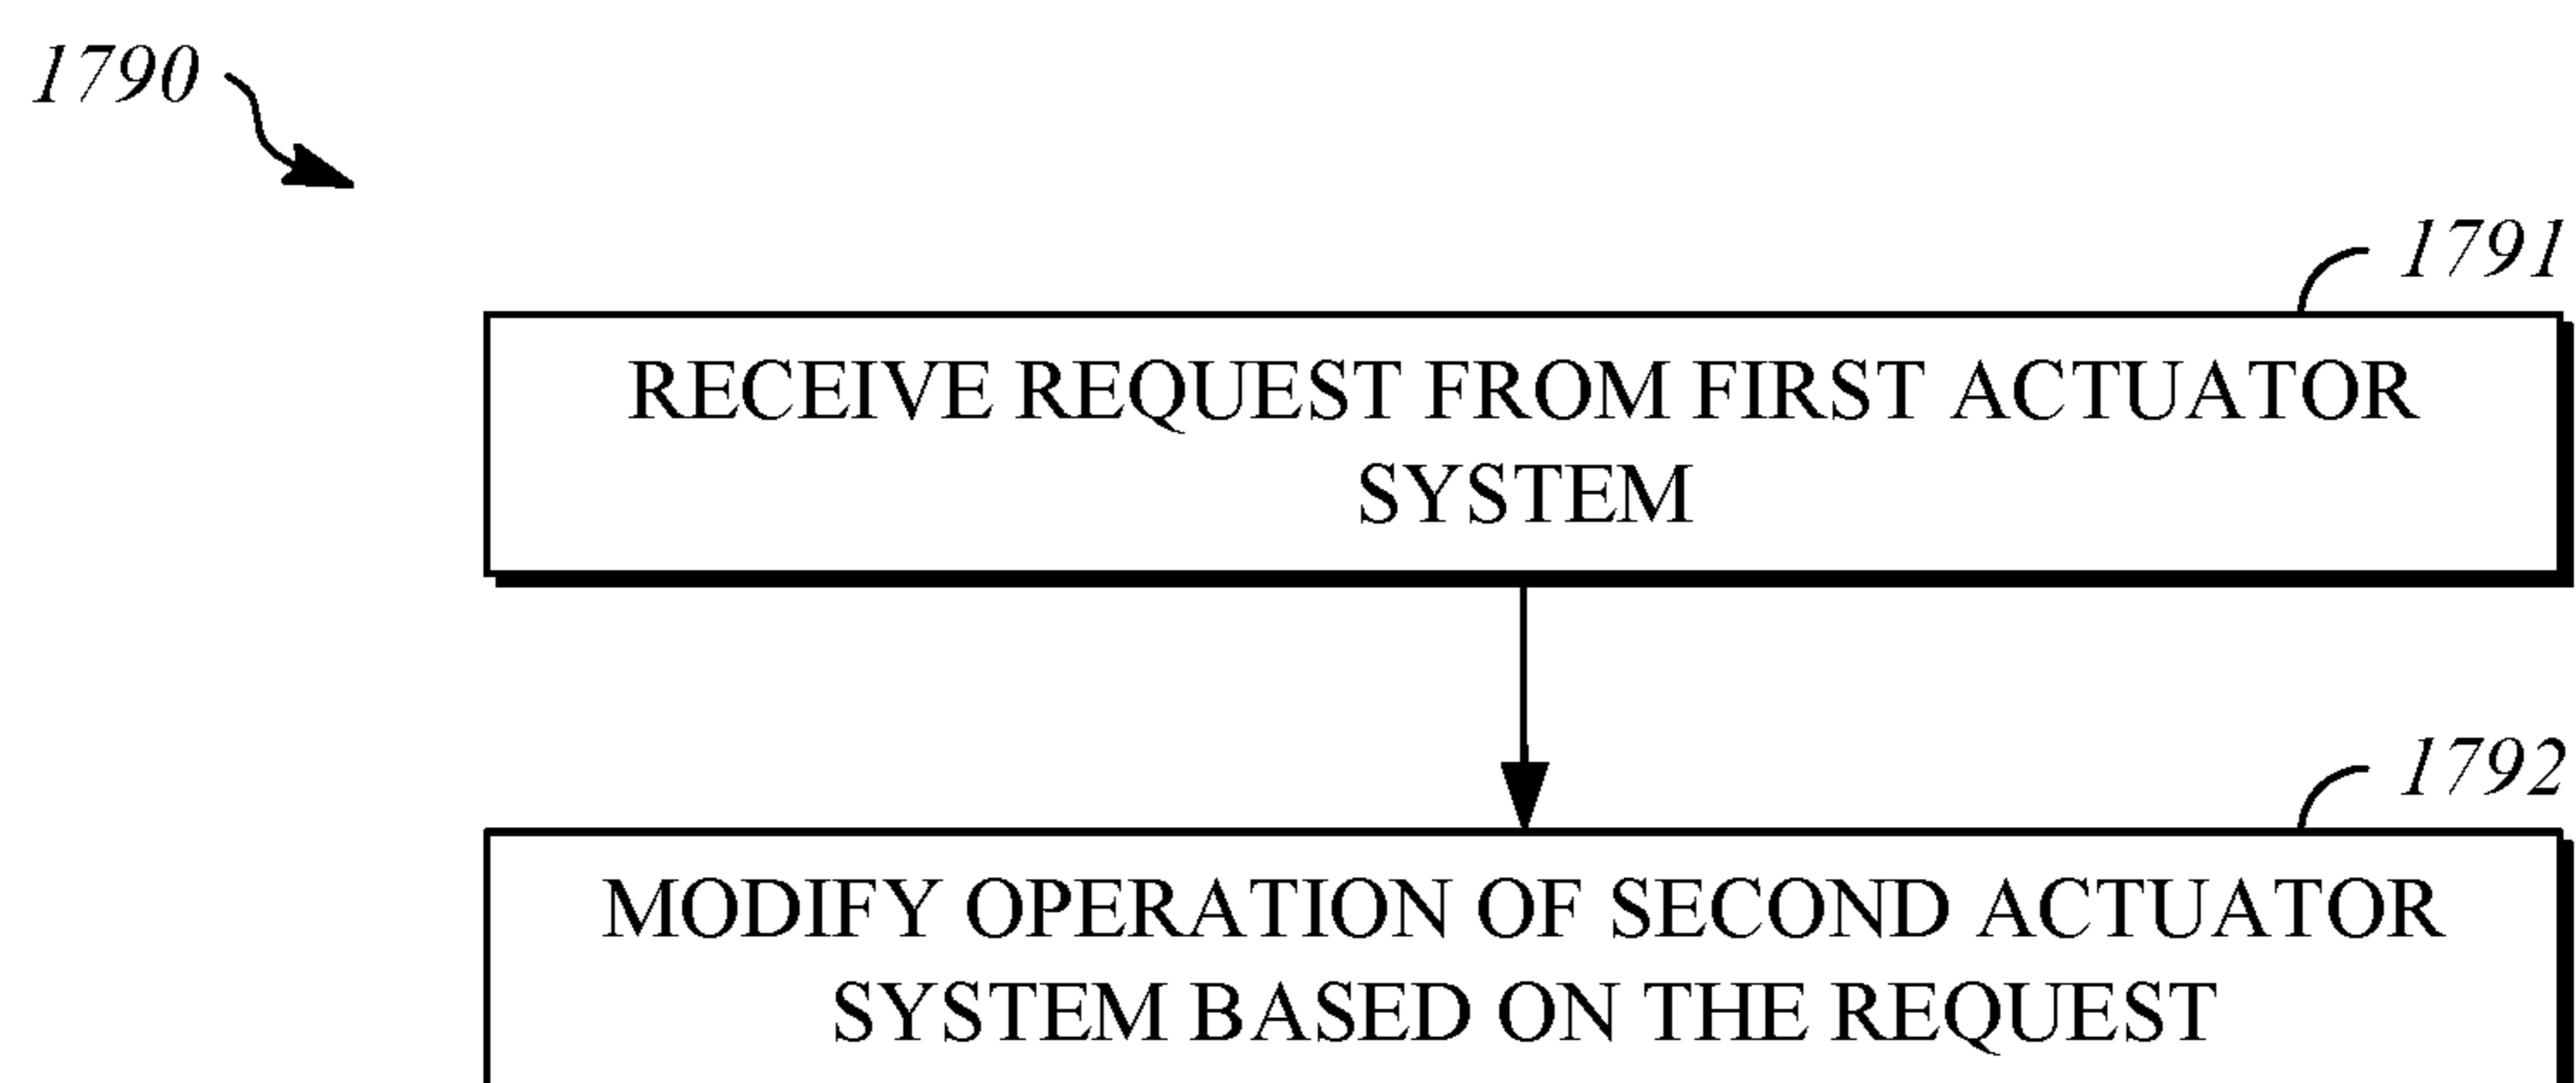 1790
1791
RECEIVE REQUEST FROM FIRST ACTUATOR
SYSTEM
1792
MODIFY OPERATION OF SECOND ACTUATOR
SYSTEM BASED ON THE REQUEST